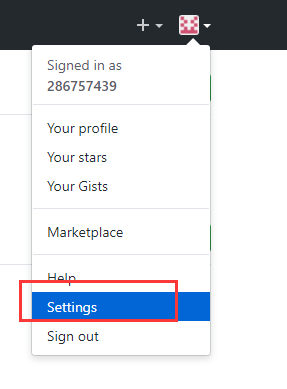 Signed in as
286757439
Your profile
Your stars
Your Gists
Marketplace
Help
Settings
Sign out